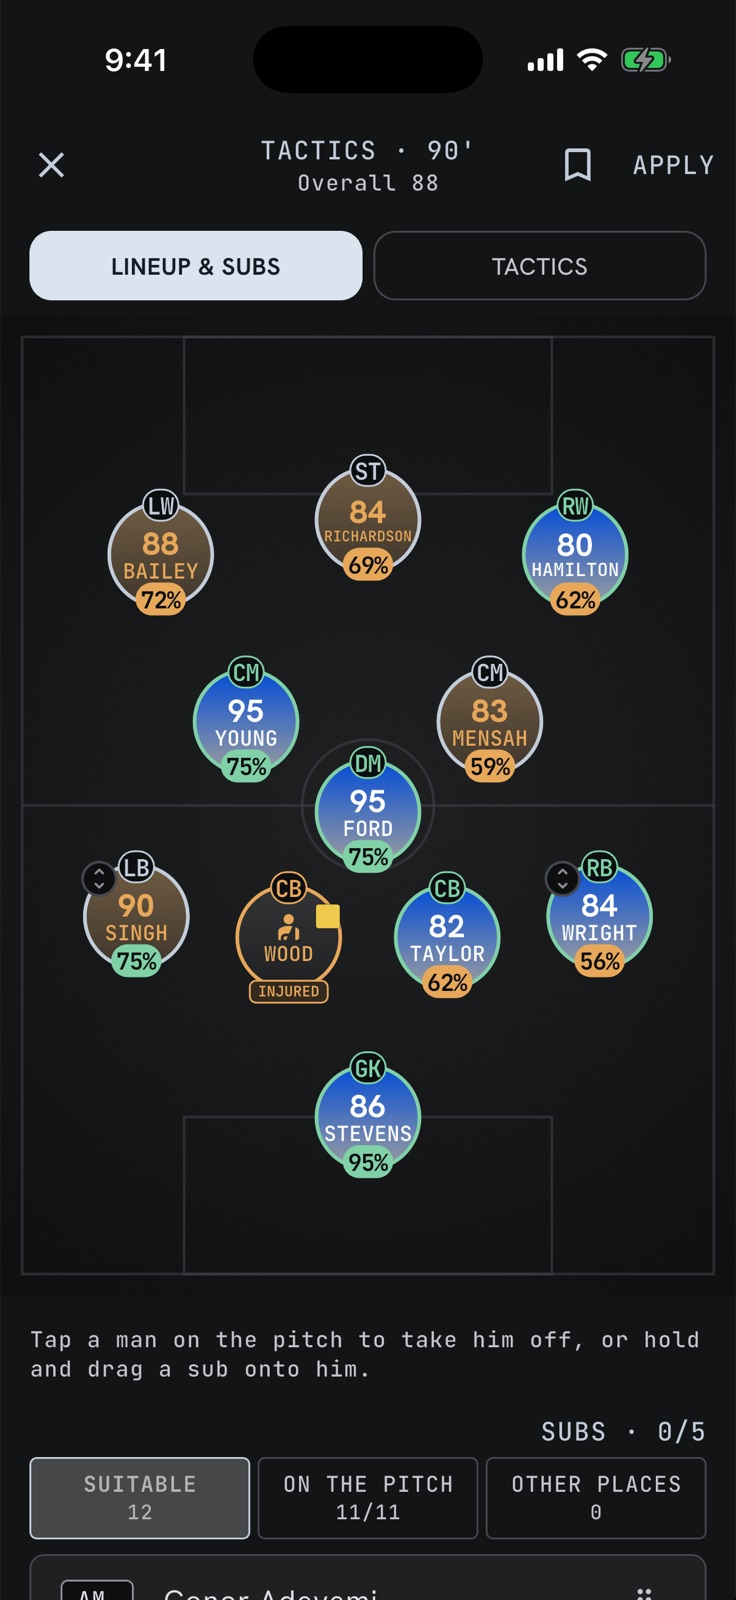 9:41
TACTICS · 90'
Overall 88
APPLY
LINEUP & SUBS
TACTICS
ST
84
RICHARDSON
69%
LW
88
BAILEY
72%
RW
80
HAMILTON
62%
CM
95
YOUNG
75%
CM
83
MENSAH
59%
DM
95
FORD
75%
LB
90
SINGH
75%
CB
WOOD
INJURED
CB
82
TAYLOR
62%
RB
84
WRIGHT
56%
GK
86
STEVENS
95%
Tap a man on the pitch to take him off, or hold
and drag a sub onto him.
SUBS · 0/5
SUITABLE
12
ON THE PITCH
11/11
OTHER PLACES
0
AM
Conor Adeyemi